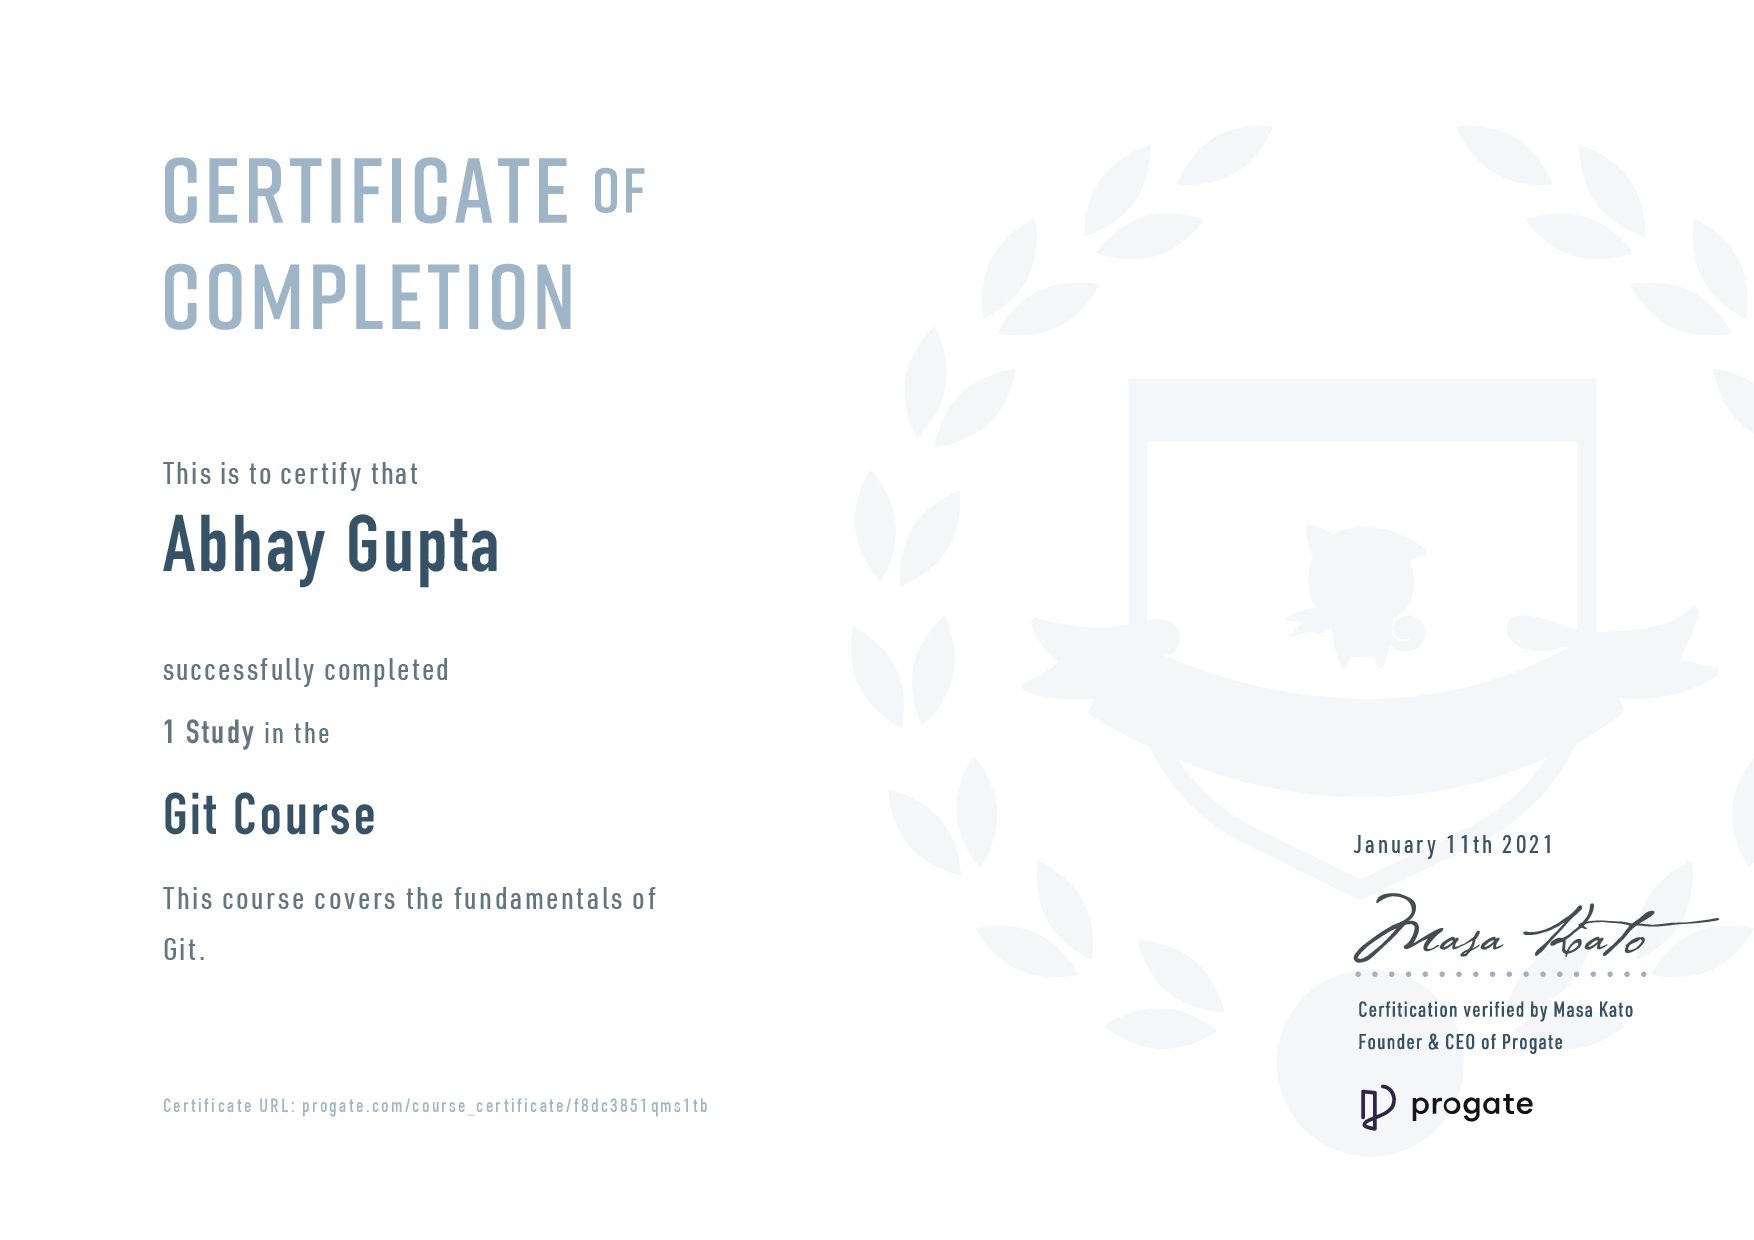 CERTIFICATE OF
COMPLETION
This is to certify that
Abhay Gupta
successfully completed
1 Study in the
Git Course
This course covers the fundamentals of
Git.
January 11th 2021
Masa Kato
Cerfitication verified by Masa Kato
Founder & CEO of Progate
progate
Certificate URL: progate.com/course_certificate/f8dc3851qms1tb